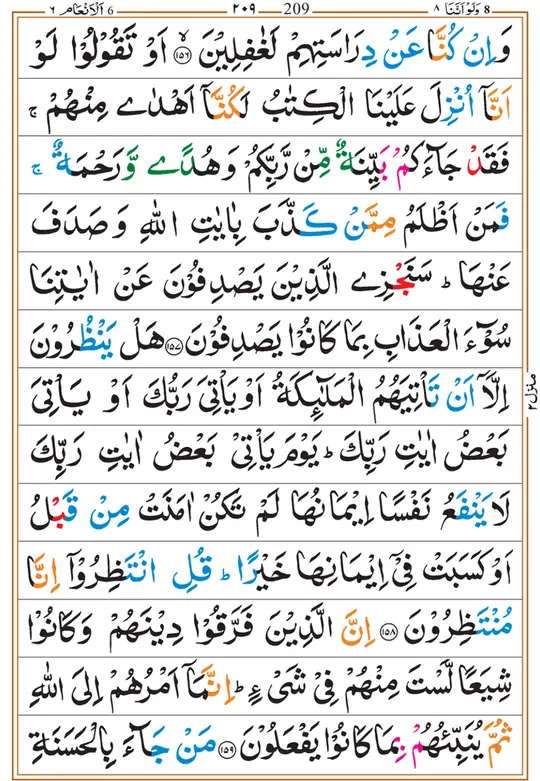 8 وَلَوْ اَنَّنَا ٨ 209 ٢٠٩ 6 اَلْاَنْعَام ٦
وَاِنْ كُنَّا عَنْ دِرَاسَتِهِمْ لَغٰفِلِيْنَ ۙ﴿١٥٦﴾ اَوْ تَقُوْلُوْا لَوْ
اَنَّاۤ اُنْزِلَ عَلَيْنَا الْكِتٰبُ لَكُنَّاۤ اَهْدٰى مِنْهُمْ ۚ
فَقَدْ جَآءَكُمْ بَيِّنَةٌ مِّنْ رَّبِّكُمْ وَهُدًى وَّرَحْمَةٌ ۚ
فَمَنْ اَظْلَمُ مِمَّنْ كَذَّبَ بِاٰيٰتِ اللّٰهِ وَصَدَفَ
عَنْهَا ؕ سَنَجْزِى الَّذِيْنَ يَصْدِفُوْنَ عَنْ اٰيٰتِنَا
سُوْٓءَ الْعَذَابِ بِمَا كَانُوْا يَصْدِفُوْنَ ﴿١٥٧﴾ هَلْ يَنْظُرُوْنَ
اِلَّاۤ اَنْ تَاْتِيَهُمُ الْمَلٰٓئِكَةُ اَوْ يَاْتِىَ رَبُّكَ اَوْ يَاْتِىَ
بَعْضُ اٰيٰتِ رَبِّكَ ؕ يَوْمَ يَاْتِىْ بَعْضُ اٰيٰتِ رَبِّكَ
لَا يَنْفَعُ نَفْسًا اِيْمَانُهَا لَمْ تَكُنْ اٰمَنَتْ مِنْ قَبْلُ
اَوْ كَسَبَتْ فِىْۤ اِيْمَانِهَا خَيْرًا ؕ قُلِ انْتَظِرُوْۤا اِنَّا
مُنْتَظِرُوْنَ ﴿١٥٨﴾ اِنَّ الَّذِيْنَ فَرَّقُوْا دِيْنَهُمْ وَكَانُوْا
شِيَعًا لَّسْتَ مِنْهُمْ فِىْ شَىْءٍ ؕ اِنَّمَاۤ اَمْرُهُمْ اِلَى اللّٰهِ
ثُمَّ يُنَبِّئُهُمْ بِمَا كَانُوْا يَفْعَلُوْنَ ﴿١٥٩﴾ مَنْ جَآءَ بِالْحَسَنَةِ
منزل ٢